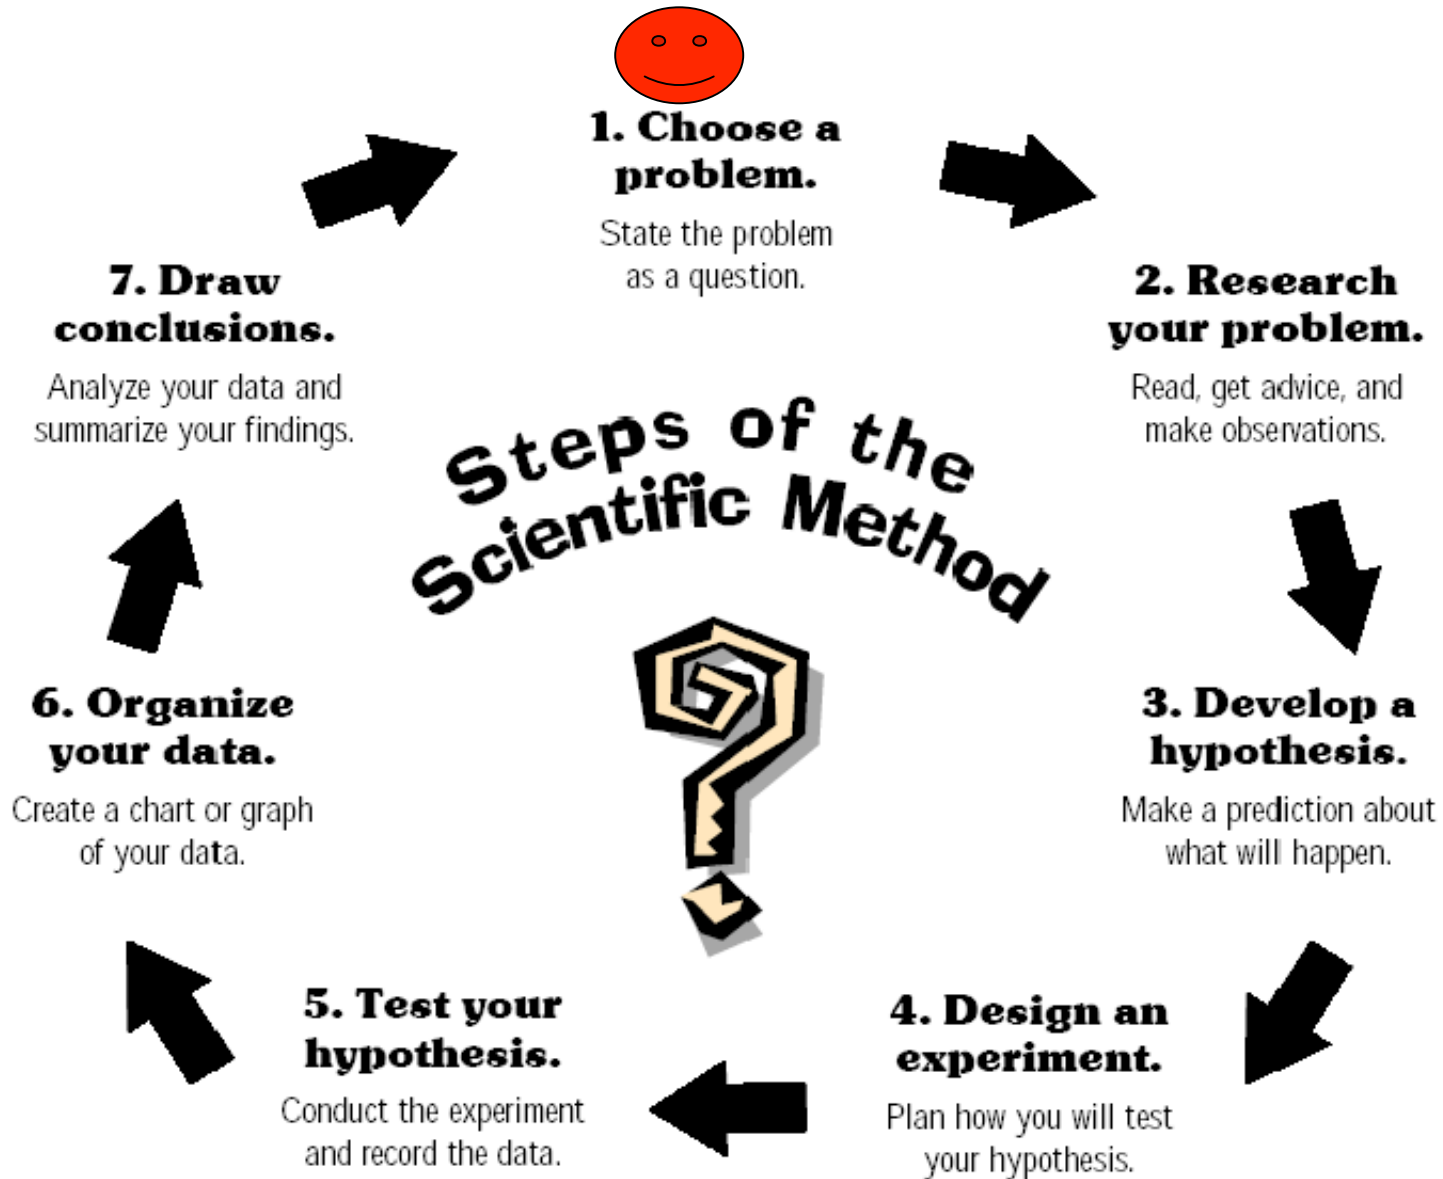 1. Choose a
problem.
State the problem
as a question.
2. Research
your problem.
Read, get advice, and
make observations.
3. Develop a
hypothesis.
Make a prediction about
what will happen.
4. Design an
experiment.
Plan how you will test
your hypothesis.
5. Test your
hypothesis.
Conduct the experiment
and record the data.
6. Organize
your data.
Create a chart or graph
of your data.
7. Draw
conclusions.
Analyze your data and
summarize your findings.
Steps of the
Scientific Method
?